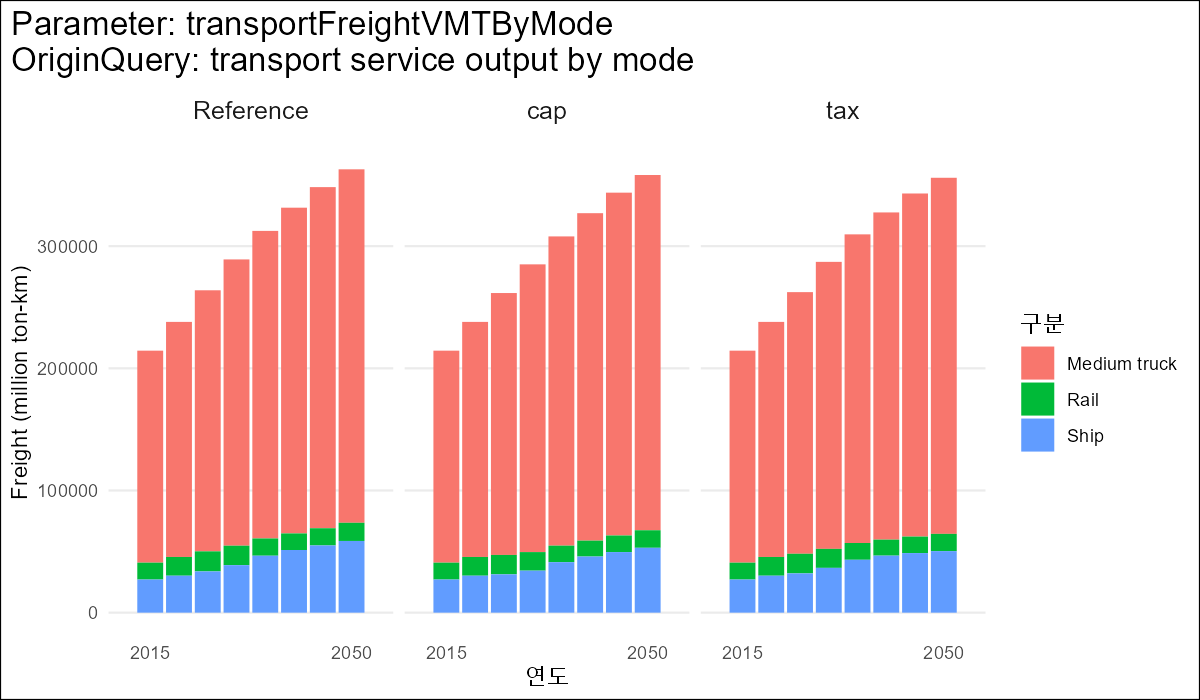 Parameter: transportFreightVMTByMode
OriginQuery: transport service output by mode
Reference
cap
tax
Freight (million ton-km)
300000
200000
100000
0
2015
2050
2015
2050
2015
2050
연도
구분
Medium truck
Rail
Ship